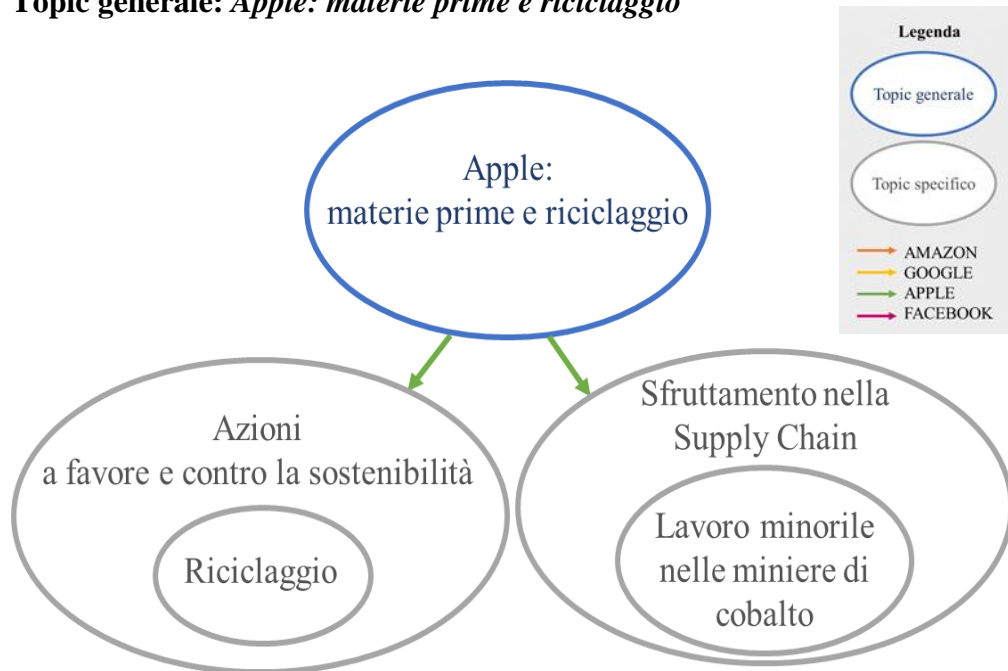 Topic generale: Apple: materie prime e riciclaggio
Legenda
Topic generale
Topic specifico
AMAZON
GOOGLE
APPLE
FACEBOOK
Apple:
materie prime e riciclaggio
Azioni
a favore e contro la sostenibilità
Riciclaggio
Sfruttamento nella
Supply Chain
Lavoro minorile
nelle miniere di
cobalto